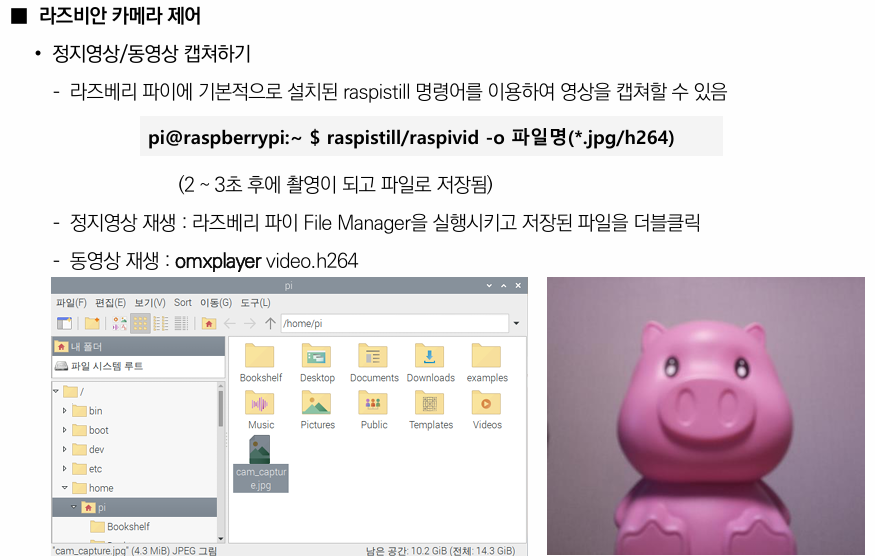 ■ 라즈비안 카메라 제어
• 정지영상/동영상 캡쳐하기
- 라즈베리 파이에 기본적으로 설치된 raspistill 명령어를 이용하여 영상을 캡쳐할 수 있음
pi@raspberrypi:~ $ raspistill/raspivid -o 파일명(*.jpg/h264)
(2 ~ 3초 후에 촬영이 되고 파일로 저장됨)
- 정지영상 재생 : 라즈베리 파이 File Manager을 실행시키고 저장된 파일을 더블클릭
- 동영상 재생 : omxplayer video.h264
pi
파일(F) 편집(E) 보기(V) Sort 이동(G) 도구(L)
/home/pi
내 폴더
파일 시스템 루트
/
bin
boot
dev
etc
home
pi
Bookshelf
Bookshelf Desktop Documents Downloads examples
Music Pictures Public Templates Videos
cam_captur
e.jpg
"cam_capture.jpg" (4.3 MiB) JPEG 그림
남은 공간: 10.2 GiB (전체: 14.3 GiB)